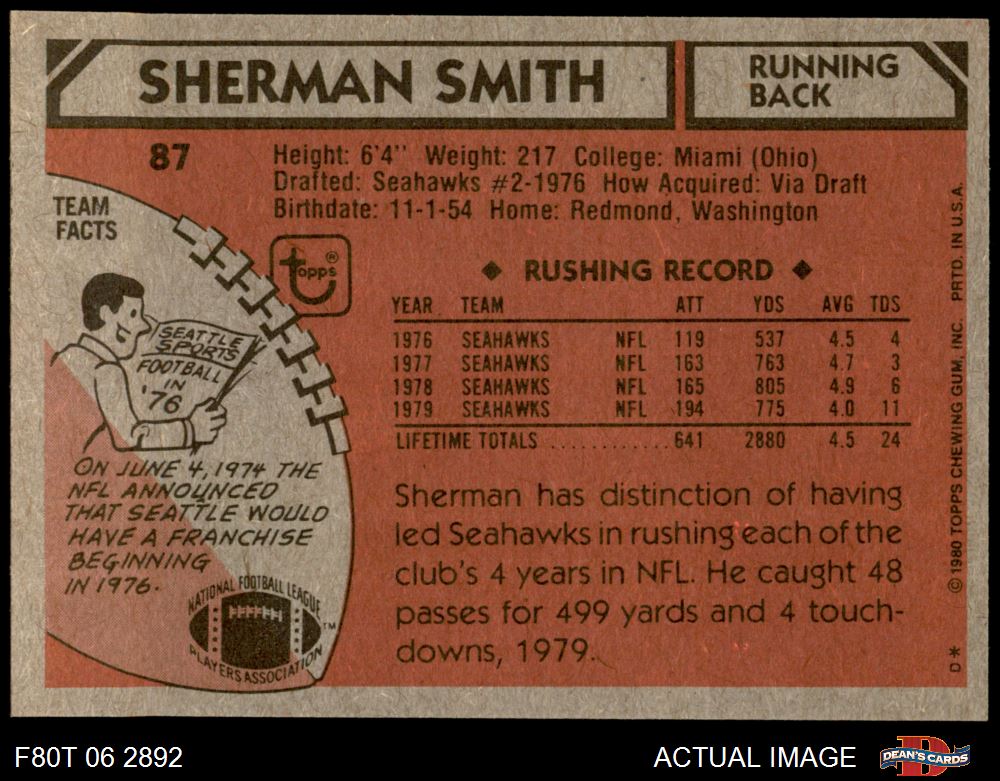 SHERMAN SMITH
RUNNING
BACK
87
Height: 6'4" Weight: 217 College: Miami (Ohio)
Drafted: Seahawks #2-1976 How Acquired: Via Draft
Birthdate: 11-1-54 Home: Redmond, Washington
TEAM
FACTS
topps®
SEATTLE
SPORTS
FOOTBALL
IN
'76
ON JUNE 4, 1974 THE
NFL ANNOUNCED
THAT SEATTLE WOULD
HAVE A FRANCHISE
BEGINNING
IN 1976.
NATIONAL FOOTBALL LEAGUE
PLAYERS ASSOCIATION
TM
◆ RUSHING RECORD ◆
YEAR TEAM ATT YDS AVG TDS
1976 SEAHAWKS NFL 119 537 4.5 4
1977 SEAHAWKS NFL 163 763 4.7 3
1978 SEAHAWKS NFL 165 805 4.9 6
1979 SEAHAWKS NFL 194 775 4.0 11
LIFETIME TOTALS ............ 641 2880 4.5 24
Sherman has distinction of having
led Seahawks in rushing each of the
club's 4 years in NFL. He caught 48
passes for 499 yards and 4 touch-
downs, 1979.
© 1980 TOPPS CHEWING GUM, INC. PRTD. IN U.S.A.
D*
F80T 06 2892
ACTUAL IMAGE
D
DEAN'S CARDS